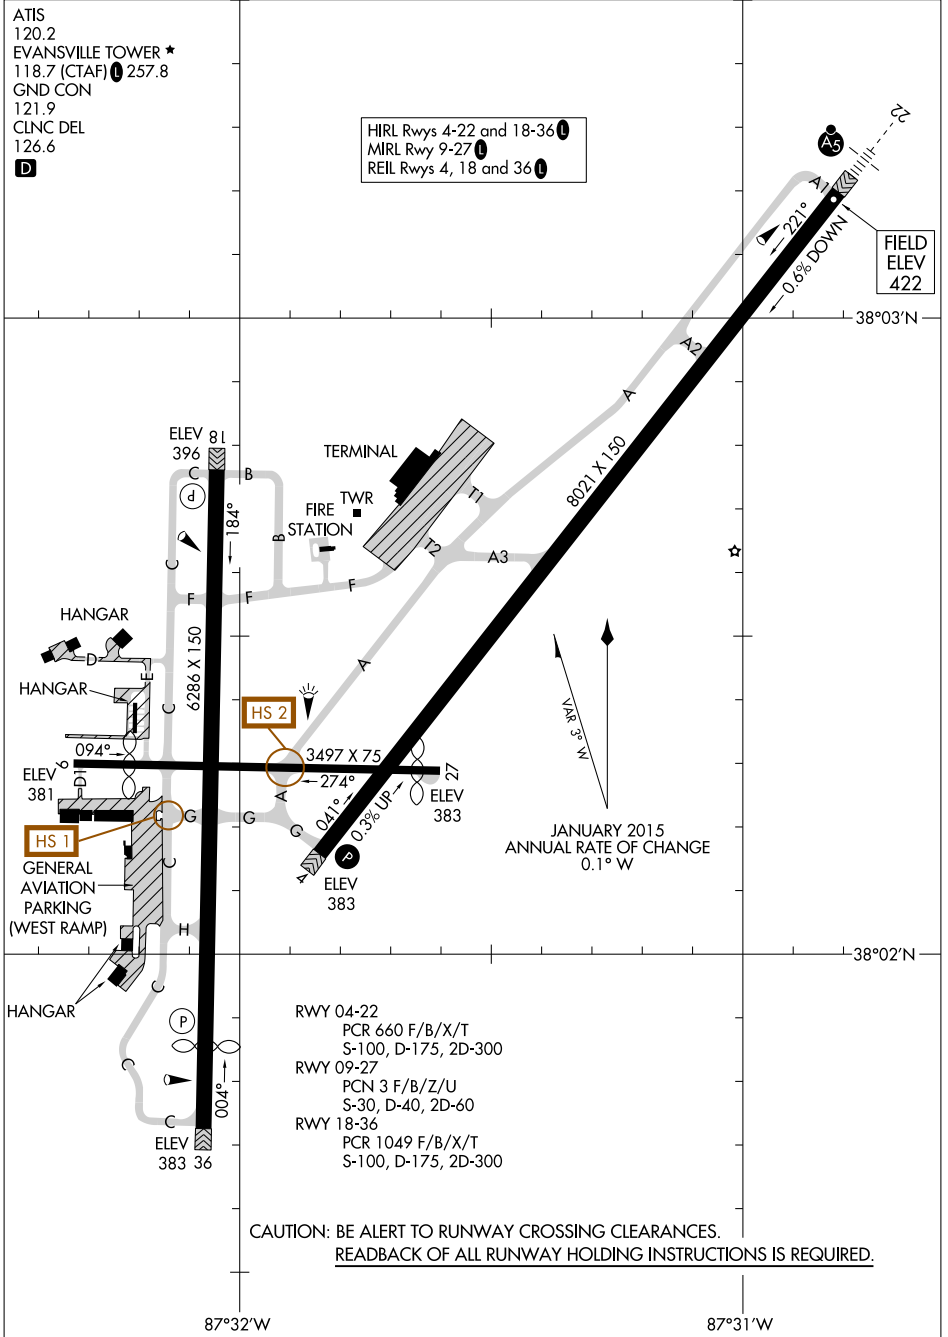 ATIS
120.2
EVANSVILLE TOWER ★
118.7 (CTAF) L 257.8
GND CON
121.9
CLNC DEL
126.6
D
HIRL Rwys 4-22 and 18-36 L
MIRL Rwy 9-27 L
REIL Rwys 4, 18 and 36 L
A5
22
A1
221°
0.6% DOWN
FIELD
ELEV
422
38°03'N
A2
A
8021 X 150
ELEV
396
18
C
B
P
184°
TERMINAL
TWR
FIRE
STATION
T1
T2
A3
B
C
F
F
F
HANGAR
D
E
6286 X 150
HANGAR
C
A
HS 2
VAR 3° W
094°
3497 X 75
274°
9
27
ELEV
381
D1
ELEV
383
A
041°
0.3% UP
HS 1
G
G
G
JANUARY 2015
ANNUAL RATE OF CHANGE
0.1° W
P
4
ELEV
383
C
GENERAL
AVIATION
PARKING
(WEST RAMP)
H
38°02'N
C
HANGAR
P
RWY 04-22
PCR 660 F/B/X/T
S-100, D-175, 2D-300
RWY 09-27
PCN 3 F/B/Z/U
S-30, D-40, 2D-60
RWY 18-36
PCR 1049 F/B/X/T
S-100, D-175, 2D-300
C
004°
C
ELEV
383
36
CAUTION: BE ALERT TO RUNWAY CROSSING CLEARANCES.
READBACK OF ALL RUNWAY HOLDING INSTRUCTIONS IS REQUIRED.
87°32'W
87°31'W